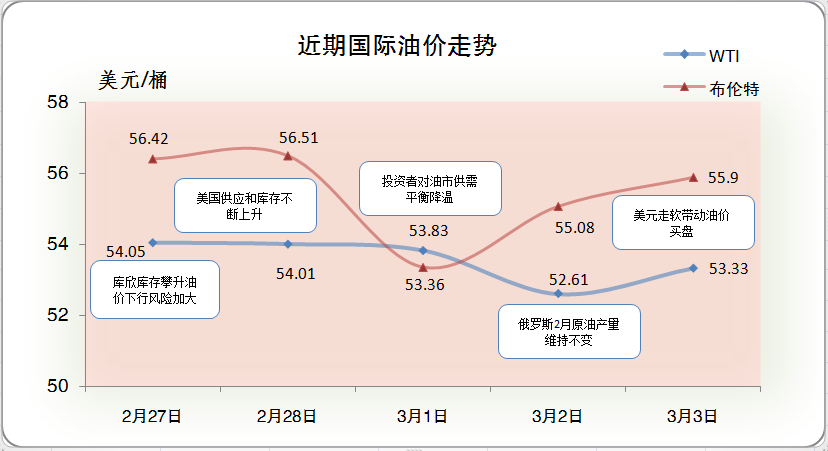 近期国际油价走势
WTI
布伦特
美元/桶
58
56
54
52
50
56.42
56.51
53.36
55.08
55.9
54.05
54.01
53.83
52.61
53.33
库欣库存攀升油
价下行风险加大
美国供应和库存不
断上升
投资者对油市供需
平衡降温
俄罗斯2月原油产量
维持不变
美元走软带动油价
买盘
2月27日
2月28日
3月1日
3月2日
3月3日